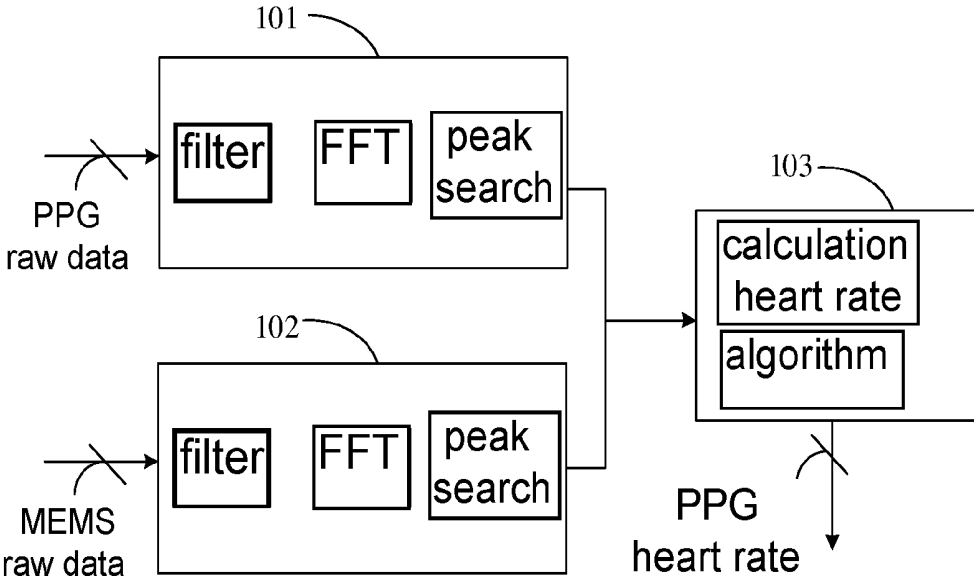 101
filter
FFT
peak
search
PPG
raw data
102
filter
FFT
peak
search
MEMS
raw data
103
calculation
heart rate
algorithm
PPG
heart rate